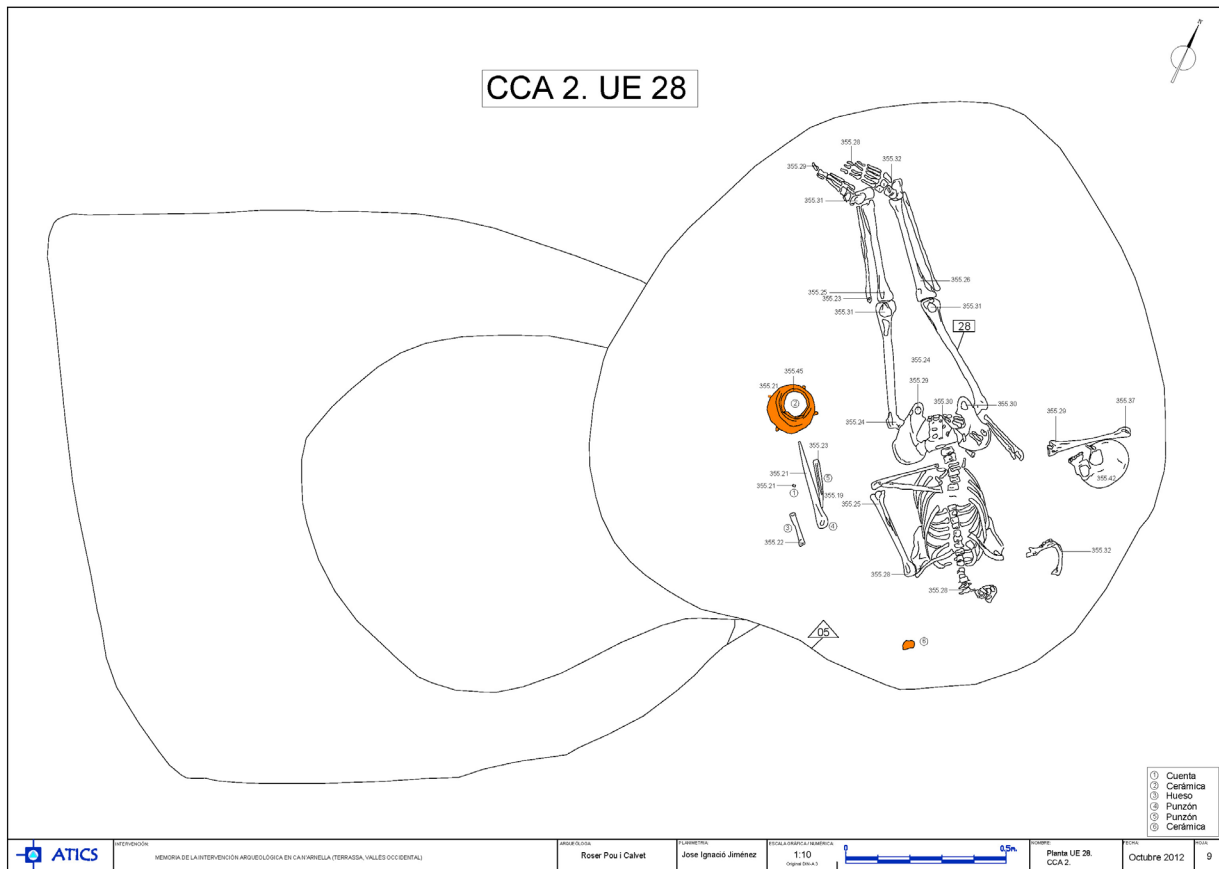 CCA 2. UE 28
355.28
355.29
355.32
355.31
355.25
355.26
355.23
355.31
355.31
28
355.24
355.45
355.21
2
355.29
355.30
355.30
355.24
355.29
355.37
355.23
355.21
5
355.42
355.21
1
355.19
355.25
3
4
355.22
355.32
355.28
355.28
05
6
1 Cuenta
2 Cerámica
3 Hueso
4 Punzón
5 Punzón
6 Cerámica
ATICS
INTERVENCIÓN:
MEMORIA DE LA INTERVENCIÓN ARQUEOLÓGICA EN CAN'ARNELLA (TERRASSA, VALLÈS OCCIDENTAL)
ARQUEÓLOGA:
Roser Pou i Calvet
PLANIMETRIA:
Jose Ignació Jiménez
ESCALA GRÁFICA / NUMÉRICA:
1:10
Original DIN-A 3
0
0.5m.
NOMBRE:
Planta UE 28.
CCA 2.
FECHA:
Octubre 2012
HOJA:
9